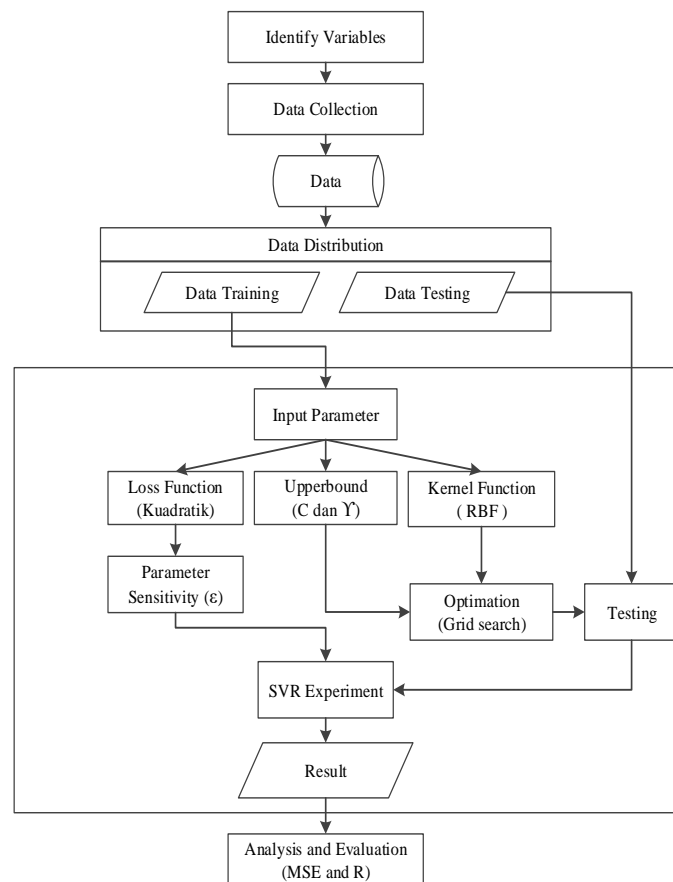 Identify Variables
Data Collection
Data
Data Distribution
Data Training
Data Testing
Input Parameter
Loss Function
(Kuadratik)
Upperbound
(C dan ϒ)
Kernel Function
( RBF )
Parameter
Sensitivity (ε)
Optimation
(Grid search)
Testing
SVR Experiment
Result
Analysis and Evaluation
(MSE and R)